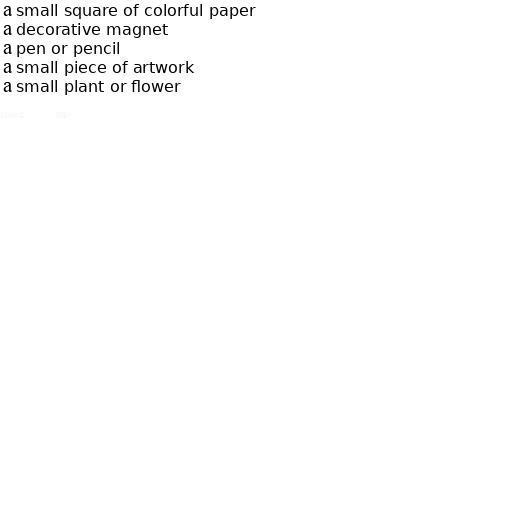 a small square of colorful paper
a decorative magnet
a pen or pencil
a small piece of artwork
a small plant or flower